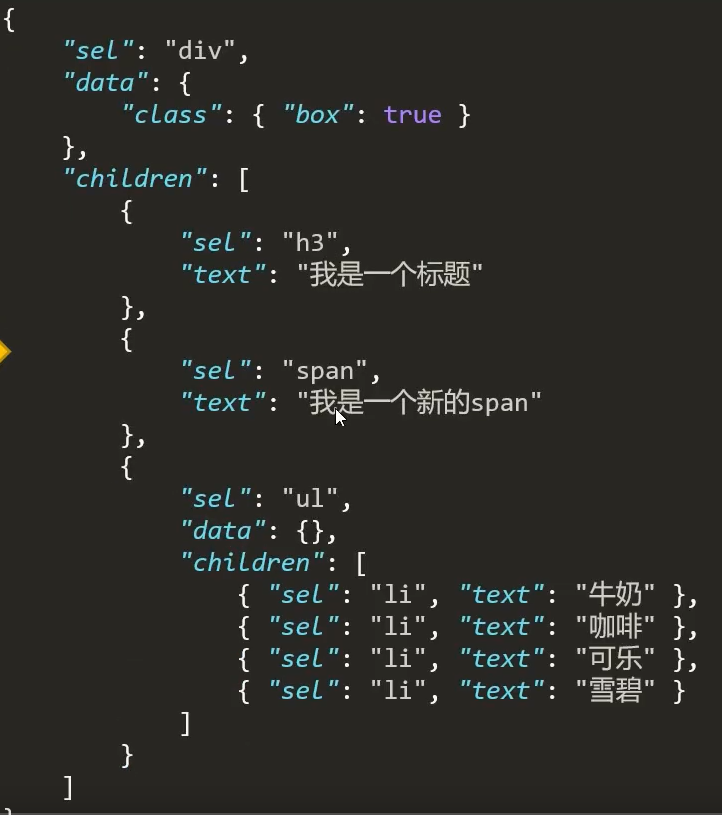 {
    "sel": "div",
    "data": {
        "class": { "box": true }
    },
    "children": [
        {
            "sel": "h3",
            "text": "我是一个标题"
        },
        {
            "sel": "span",
            "text": "我是一个新的span"
        },
        {
            "sel": "ul",
            "data": {},
            "children": [
                { "sel": "li", "text": "牛奶" },
                { "sel": "li", "text": "咖啡" },
                { "sel": "li", "text": "可乐" },
                { "sel": "li", "text": "雪碧" }
            ]
        }
    ]
}